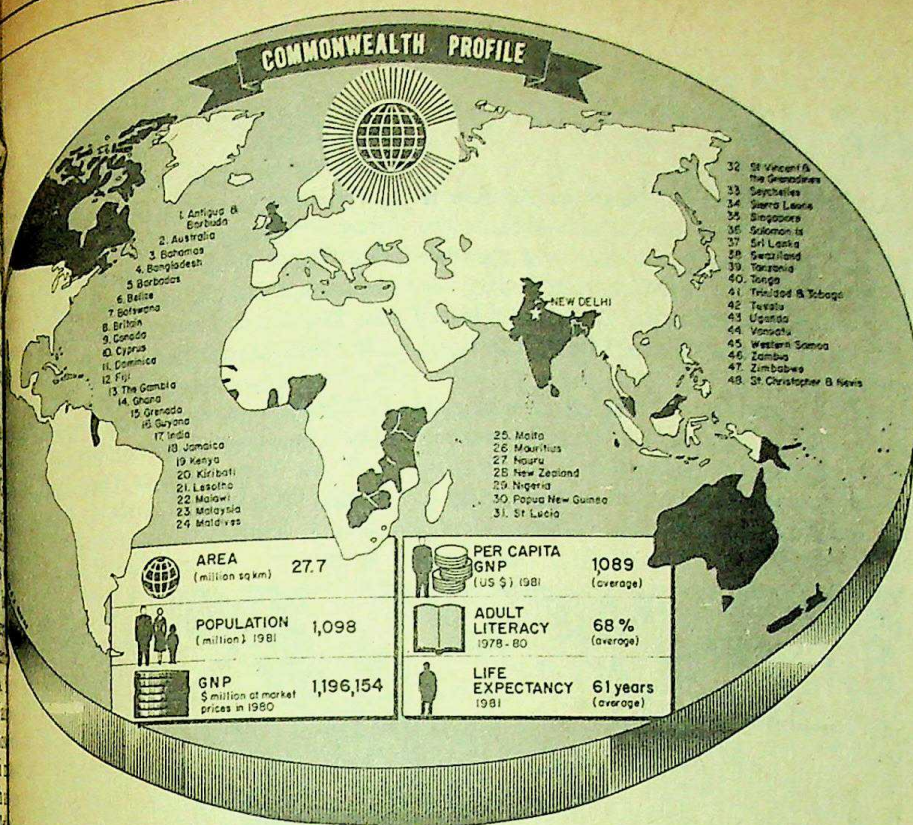 COMMONWEALTH PROFILE
1. Antigua &
Barbuda
2. Australia
3. Bahamas
4. Bangladesh
5 Barbados
6. Belize
7 Botswana
8. Britain
9. Canada
10. Cyprus
11. Dominica
12 Fiji
13 The Gambia
14. Ghana
15 Grenada
16 Guyana
17 India
18 Jamaica
19 Kenya
20 Kiribati
21. Lesotho
22 Malawi
23. Malaysia
24 Maldives
NEW DELHI
25. Malta
26 Mauritius
27. Nauru
28 New Zealand
29. Nigeria
30. Papua New Guinea
31. St Lucia
32 St Vincent &
the Grenadines
33 Seychelles
34 Sierra Leone
35 Singapore
36 Solomon Is
37 Sri Lanka
38 Swaziland
39. Tanzania
40. Tonga
41 Trinidad & Tobago
42 Tuvalu
43 Uganda
44 Vanuatu
45 Western Samoa
46. Zambia
47. Zimbabwe
48. St. Christopher & Nevis
AREA
(million sq km)
27.7
POPULATION
(million) 1981
1,098
GNP
$ million at market
prices in 1980
1,196,154
PER CAPITA
GNP
(US $) 1981
1,089
(average)
ADULT
LITERACY
1978-80
68 %
(average)
LIFE
EXPECTANCY
1981
61 years
(average)